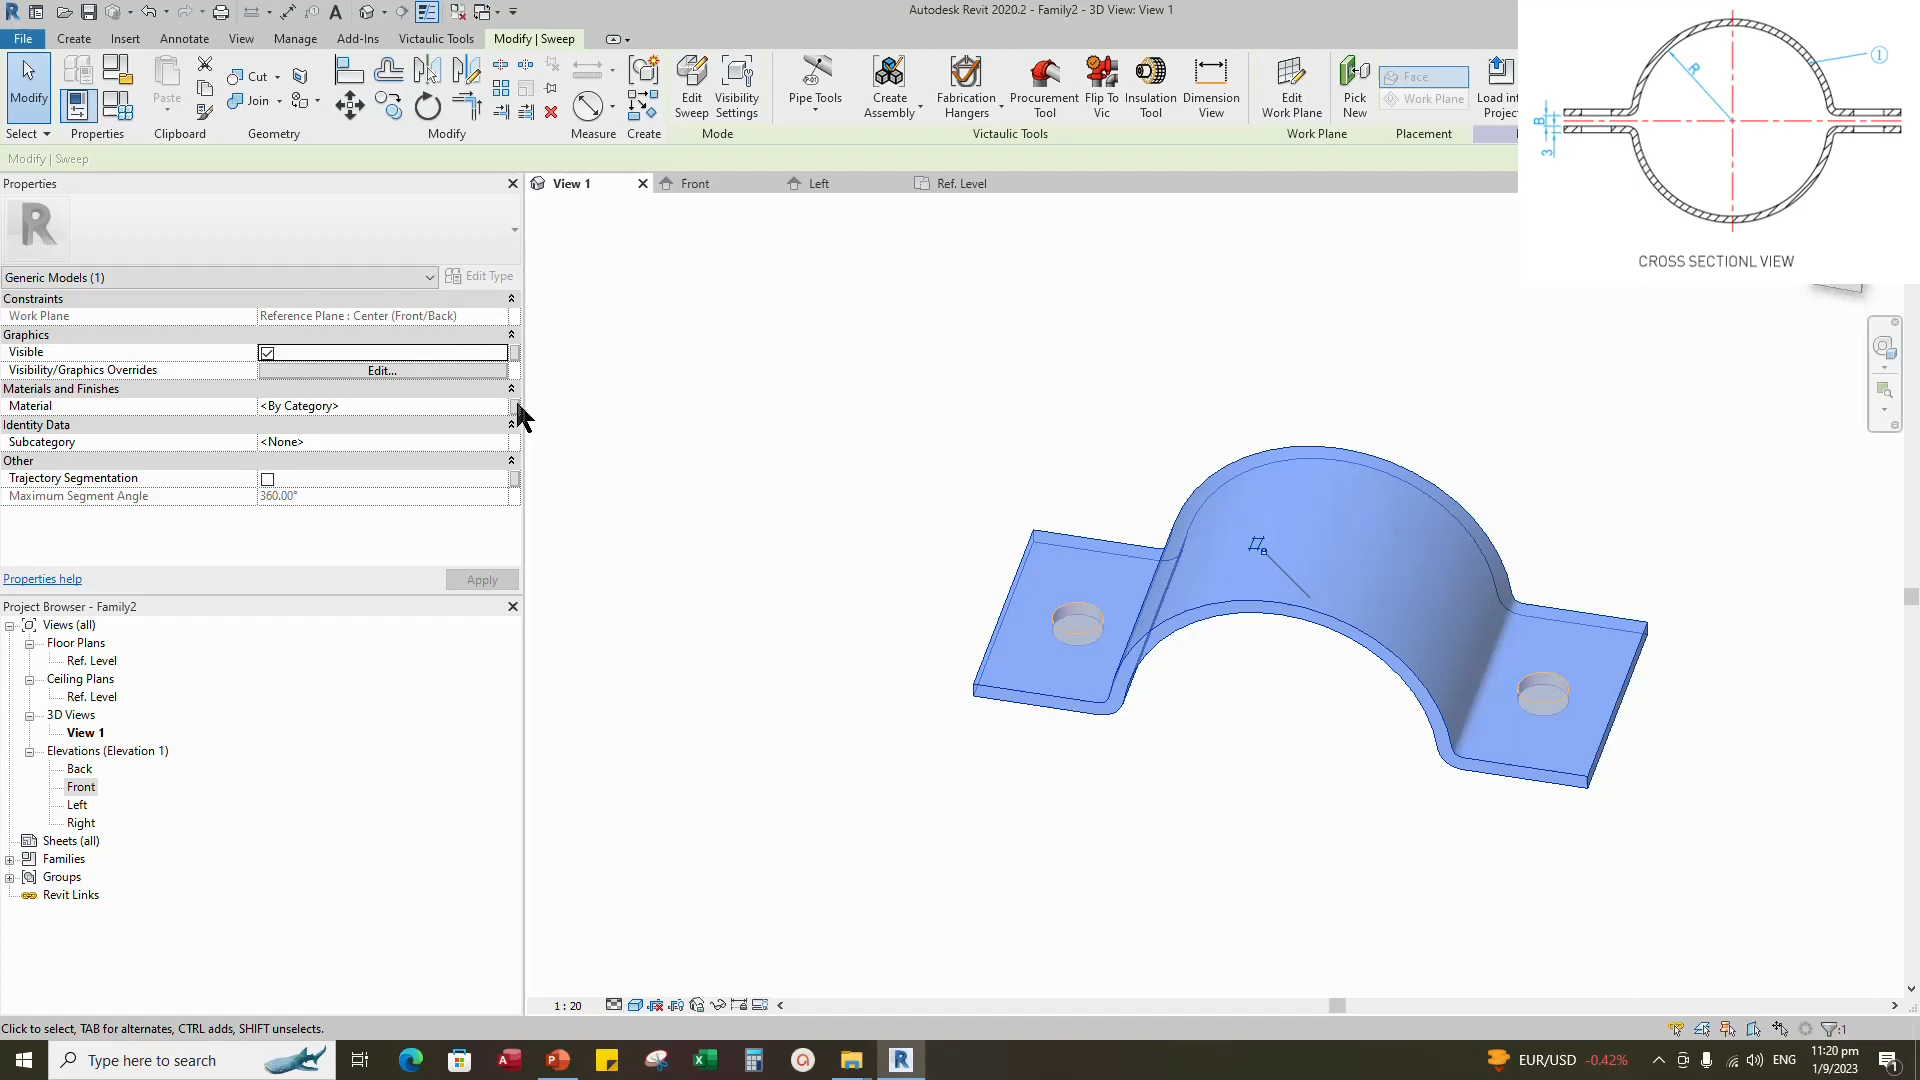 Autodesk Revit 2020.2 - Family2 - 3D View: View 1
File Create Insert Annotate View Manage Add-Ins Victaulic Tools Modify | Sweep
Modify
Select
Properties
Paste
Clipboard
Cut
Join
Geometry
Modify
Measure
Create
Edit Sweep
Visibility Settings
Mode
Pipe Tools
Create Assembly
Fabrication Hangers
Procurement Tool
Flip To Vic
Insulation Tool
Dimension View
Victaulic Tools
Edit Work Plane
Work Plane
Pick New
Face
Work Plane
Placement
Load into
Project
Modify | Sweep
Properties
R
Generic Models (1)
Edit Type
Constraints
Work Plane Reference Plane : Center (Front/Back)
Graphics
Visible
Visibility/Graphics Overrides Edit...
Materials and Finishes
Material <By Category>
Identity Data
Subcategory <None>
Other
Trajectory Segmentation
Maximum Segment Angle 360.00°
Properties help
Apply
Project Browser - Family2
Views (all)
Floor Plans
Ref. Level
Ceiling Plans
Ref. Level
3D Views
View 1
Elevations (Elevation 1)
Back
Front
Left
Right
Sheets (all)
Families
Groups
Revit Links
View 1
Front
Left
Ref. Level
R
1
B
3
CROSS SECTIONL VIEW
1 : 20
Click to select, TAB for alternates, CTRL adds, SHIFT unselects.
:1
Type here to search
EUR/USD -0.42%
ENG
11:20 pm
1/9/2023
1